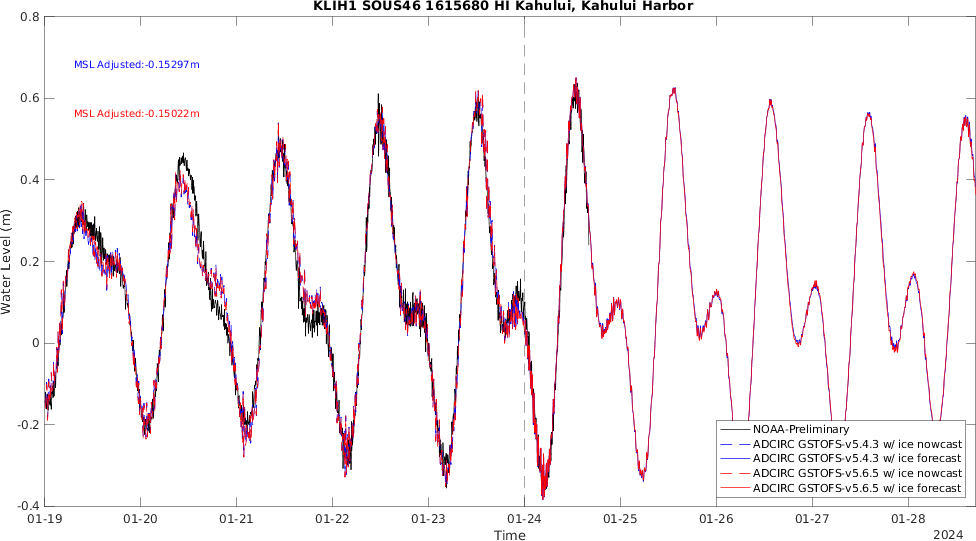 KLIH1 SOUS46 1615680 HI Kahului, Kahului Harbor
0.8
0.6
0.4
0.2
0
-0.2
-0.4
Water Level (m)
MSL Adjusted:-0.15297m
MSL Adjusted:-0.15022m
NOAA-Preliminary
ADCIRC GSTOFS-v5.4.3 w/ ice nowcast
ADCIRC GSTOFS-v5.4.3 w/ ice forecast
ADCIRC GSTOFS-v5.6.5 w/ ice nowcast
ADCIRC GSTOFS-v5.6.5 w/ ice forecast
01-19 01-20 01-21 01-22 01-23 01-24 01-25 01-26 01-27 01-28
Time
2024